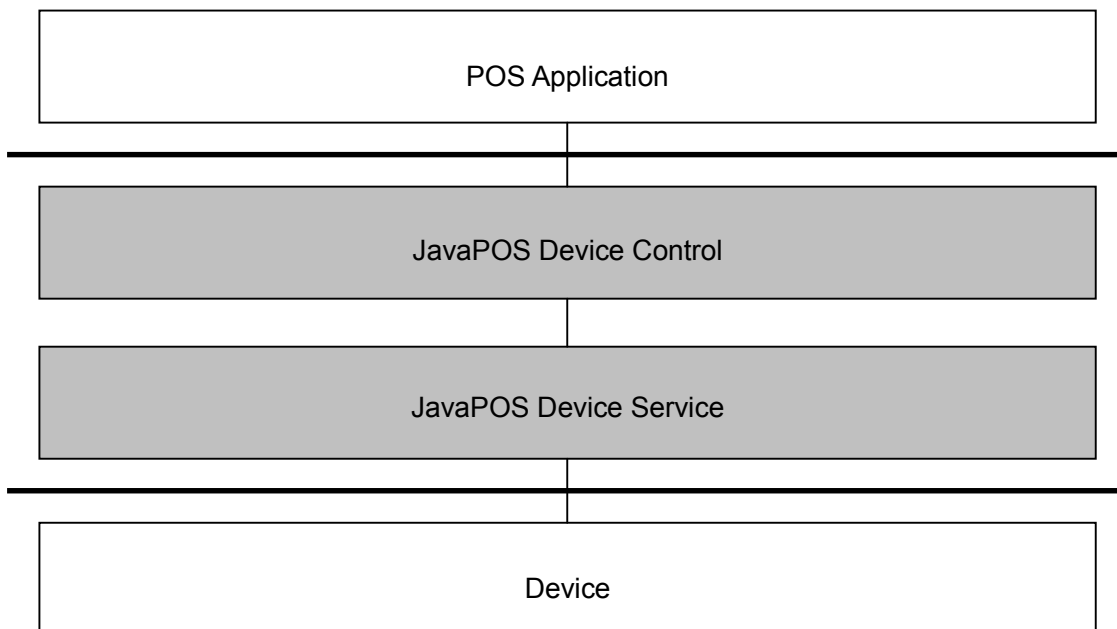 POS Application
JavaPOS Device Control
JavaPOS Device Service
Device